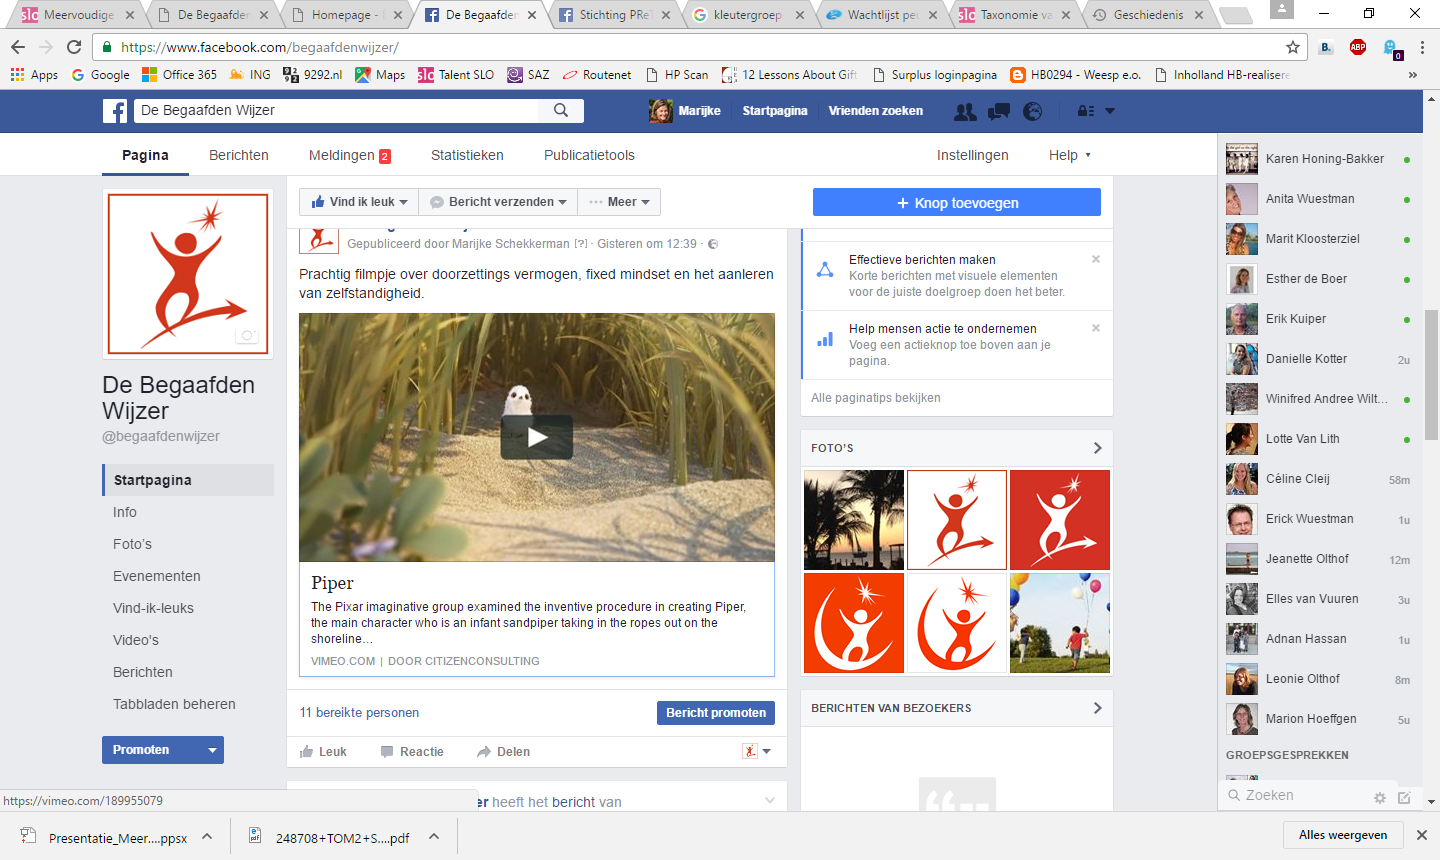 Meervoudige
De Begaafden
Homepage -
De Begaafden
Stichting PReT
kleutergroep
Wachtlijst peu
Taxonomie va
Geschiedenis
https://www.facebook.com/begaafdenwijzer/
Apps
Google
Office 365
ING
9292.nl
Maps
Talent SLO
SAZ
Routenet
HP Scan
12 Lessons About Gift
Surplus loginpagina
HB0294 - Weesp e.o.
Inholland HB-realisere
De Begaafden Wijzer
Marijke
Startpagina
Vrienden zoeken
Pagina
Berichten
Meldingen 2
Statistieken
Publicatietools
Instellingen
Help
De Begaafden
Wijzer
@begaafdenwijzer
Startpagina
Info
Foto's
Evenementen
Vind-ik-leuks
Video's
Berichten
Tabbladen beheren
Promoten
Vind ik leuk
Bericht verzenden
Meer
+ Knop toevoegen
Gepubliceerd door Marijke Schekkerman [?] · Gisteren om 12:39 ·
Prachtig filmpje over doorzettings vermogen, fixed mindset en het aanleren
van zelfstandigheid.
Piper
The Pixar imaginative group examined the inventive procedure in creating Piper,
the main character who is an infant sandpiper taking in the ropes out on the
shoreline…
VIMEO.COM | DOOR CITIZENCONSULTING
11 bereikte personen
Bericht promoten
Leuk
Reactie
Delen
er heeft het bericht van
Effectieve berichten maken
Korte berichten met visuele elementen
voor de juiste doelgroep doen het beter.
Help mensen actie te ondernemen
Voeg een actieknop toe boven aan je
pagina.
Alle paginatips bekijken
FOTO'S
BERICHTEN VAN BEZOEKERS
Karen Honing-Bakker
Anita Wuestman
Marit Kloosterziel
Esther de Boer
Erik Kuiper
Danielle Kotter 2u
Winifred Andree Wilt...
Lotte Van Lith
Céline Cleij 58m
Erick Wuestman 1u
Jeanette Olthof 12m
Elles van Vuuren 3u
Adnan Hassan 1u
Leonie Olthof 8m
Marion Hoeffgen 5u
GROEPSGESPREKKEN
Zoeken
https://vimeo.com/189955079
Presentatie_Meer....ppsx
248708+TOM2+S....pdf
Alles weergeven